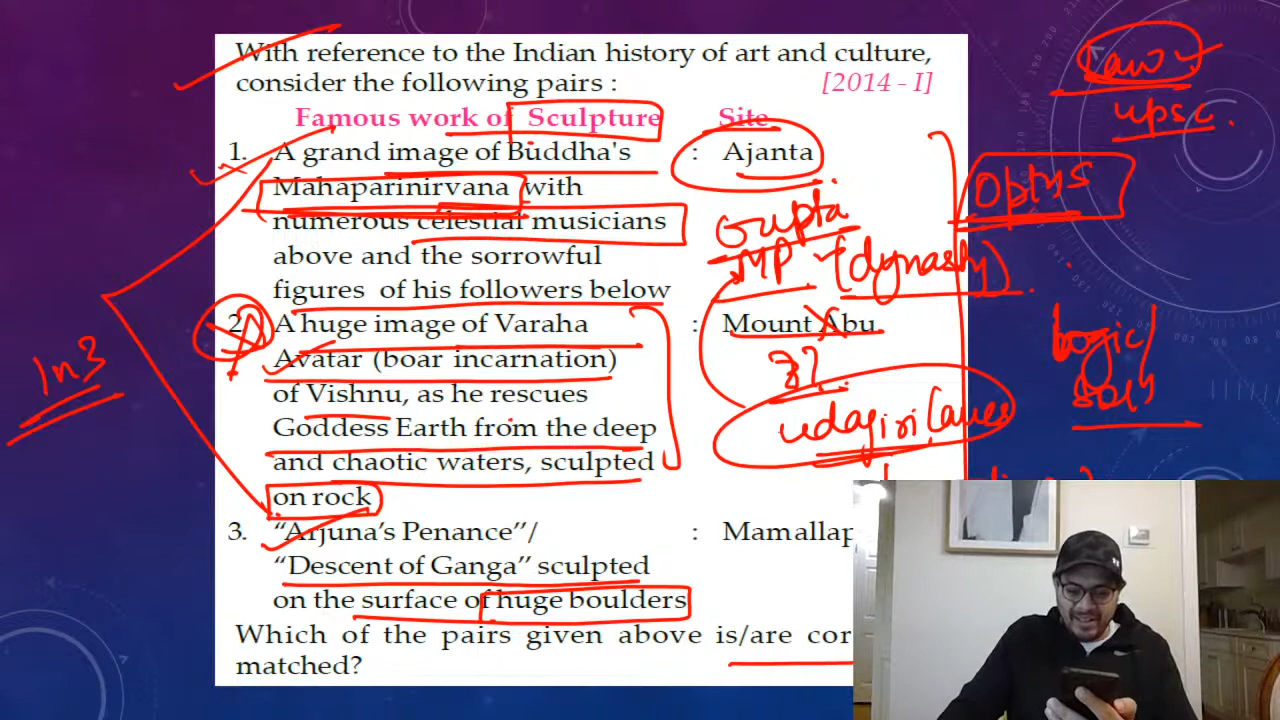 With reference to the Indian history of art and culture,
consider the following pairs :
[2014 - I]
Famous work of Sculpture Site
1. A grand image of Buddha's : Ajanta
Mahaparinirvana with
numerous celestial musicians
above and the sorrowful
figures of his followers below
2. A huge image of Varaha : Mount Abu
Avatar (boar incarnation)
of Vishnu, as he rescues
Goddess Earth from the deep
and chaotic waters, sculpted
on rock
3. "Arjuna's Penance"/ : Mamallap
"Descent of Ganga" sculpted
on the surface of huge boulders
Which of the pairs given above is/are cor
matched?
1n3
Gupta
MP - (dynasty)
udagiri Caves
Law
upsc.
Logic/